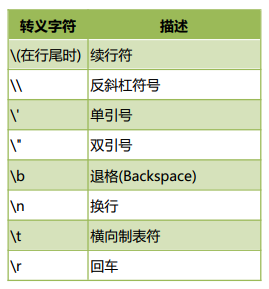 转义字符 描述
\(在行尾时) 续行符
\\ 反斜杠符号
\' 单引号
\" 双引号
\b 退格(Backspace)
\n 换行
\t 横向制表符
\r 回车